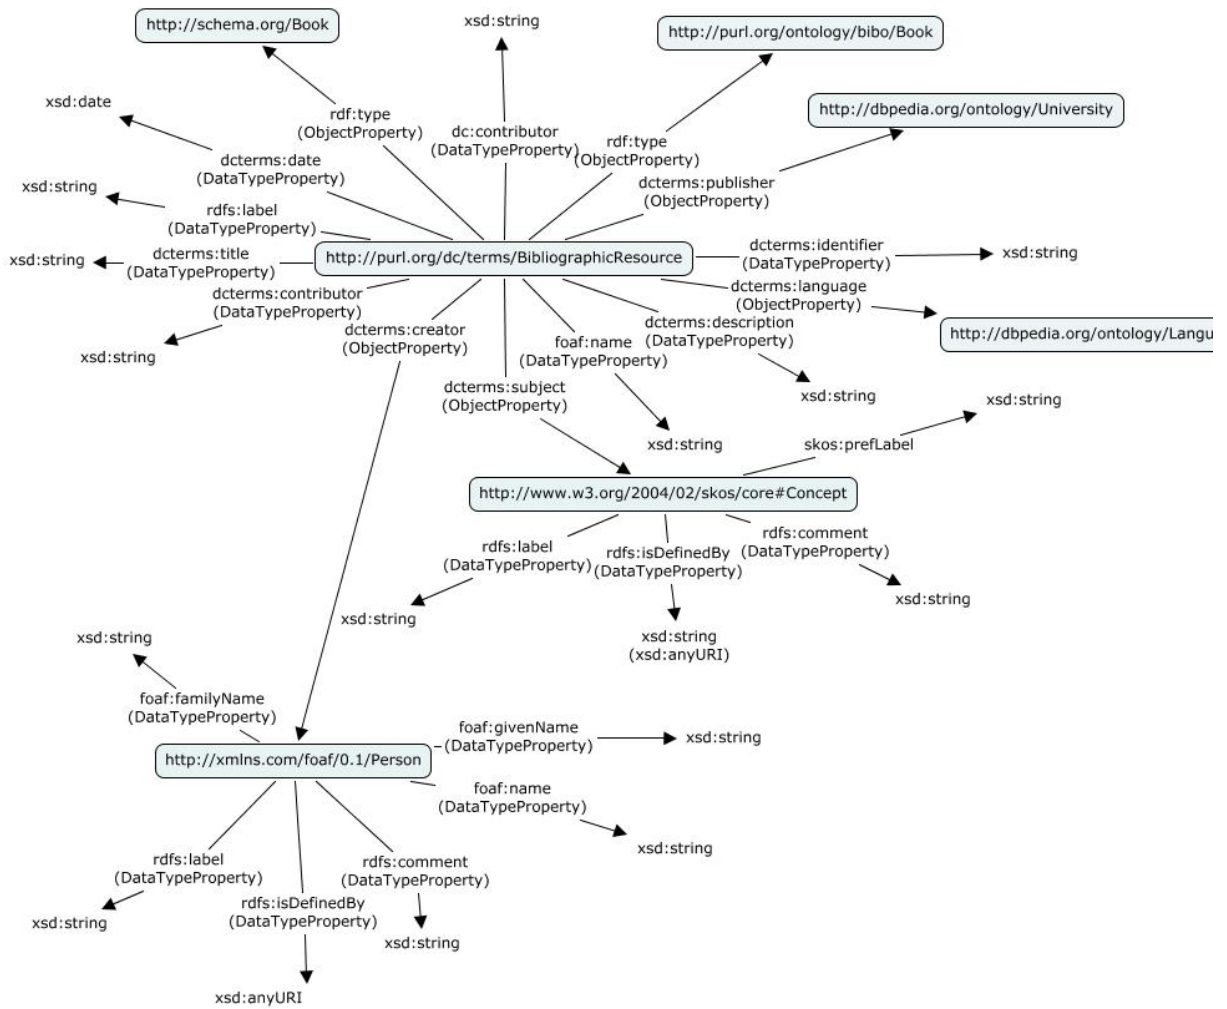 http://schema.org/Book
xsd:string
http://purl.org/ontology/bibo/Book
xsd:date
http://dbpedia.org/ontology/University
rdf:type
(ObjectProperty)
dc:contributor
(DataTypeProperty)
rdf:type
(ObjectProperty)
dcterms:date
(DataTypeProperty)
dcterms:publisher
(ObjectProperty)
xsd:string
rdfs:label
(DataTypeProperty)
xsd:string
dcterms:title
(DataTypeProperty)
http://purl.org/dc/terms/BibliographicResource
dcterms:identifier
(DataTypeProperty)
xsd:string
dcterms:contributor
(DataTypeProperty)
dcterms:language
(ObjectProperty)
xsd:string
dcterms:creator
(ObjectProperty)
foaf:name
(DataTypeProperty)
dcterms:description
(DataTypeProperty)
http://dbpedia.org/ontology/Langu
dcterms:subject
(ObjectProperty)
xsd:string
xsd:string
xsd:string
skos:prefLabel
http://www.w3.org/2004/02/skos/core#Concept
rdfs:label
(DataTypeProperty)
rdfs:isDefinedBy
(DataTypeProperty)
rdfs:comment
(DataTypeProperty)
xsd:string
xsd:string
(xsd:anyURI)
xsd:string
xsd:string
foaf:familyName
(DataTypeProperty)
foaf:givenName
(DataTypeProperty)
xsd:string
http://xmlns.com/foaf/0.1/Person
foaf:name
(DataTypeProperty)
xsd:string
rdfs:label
(DataTypeProperty)
rdfs:comment
(DataTypeProperty)
rdfs:isDefinedBy
(DataTypeProperty)
xsd:string
xsd:string
xsd:anyURI